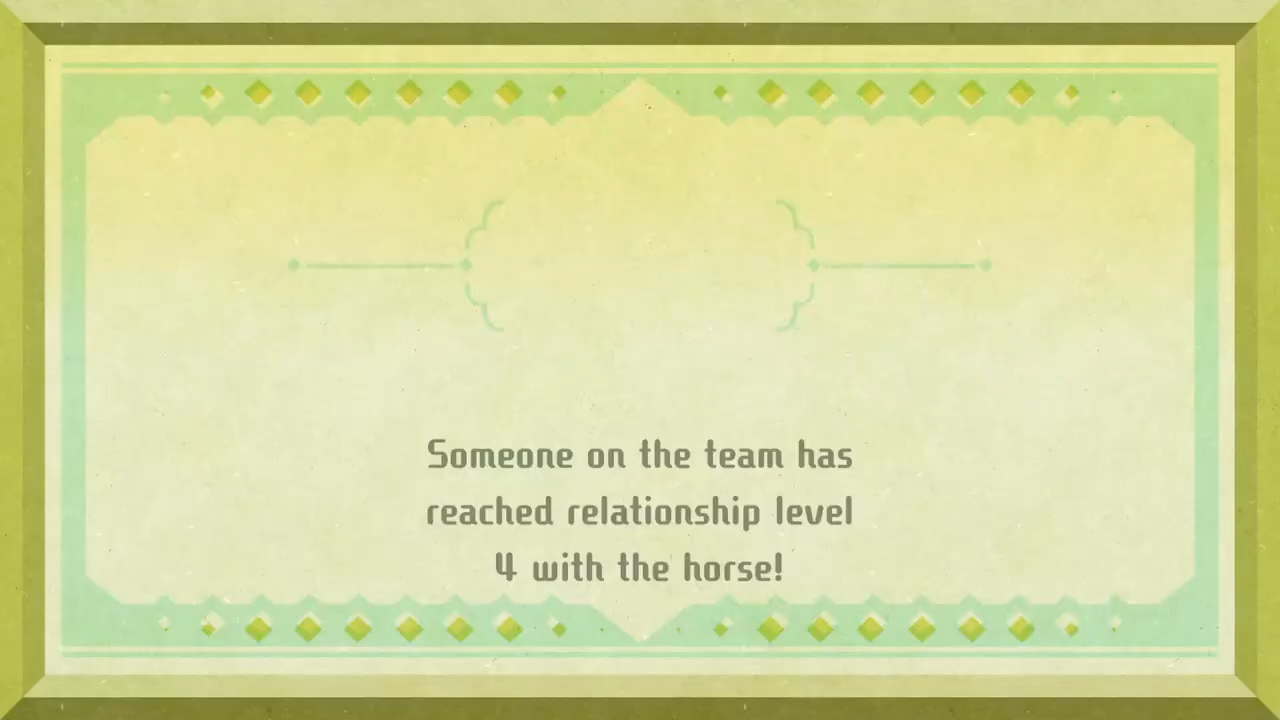 Someone on the team has
reached relationship level
4 with the horse!